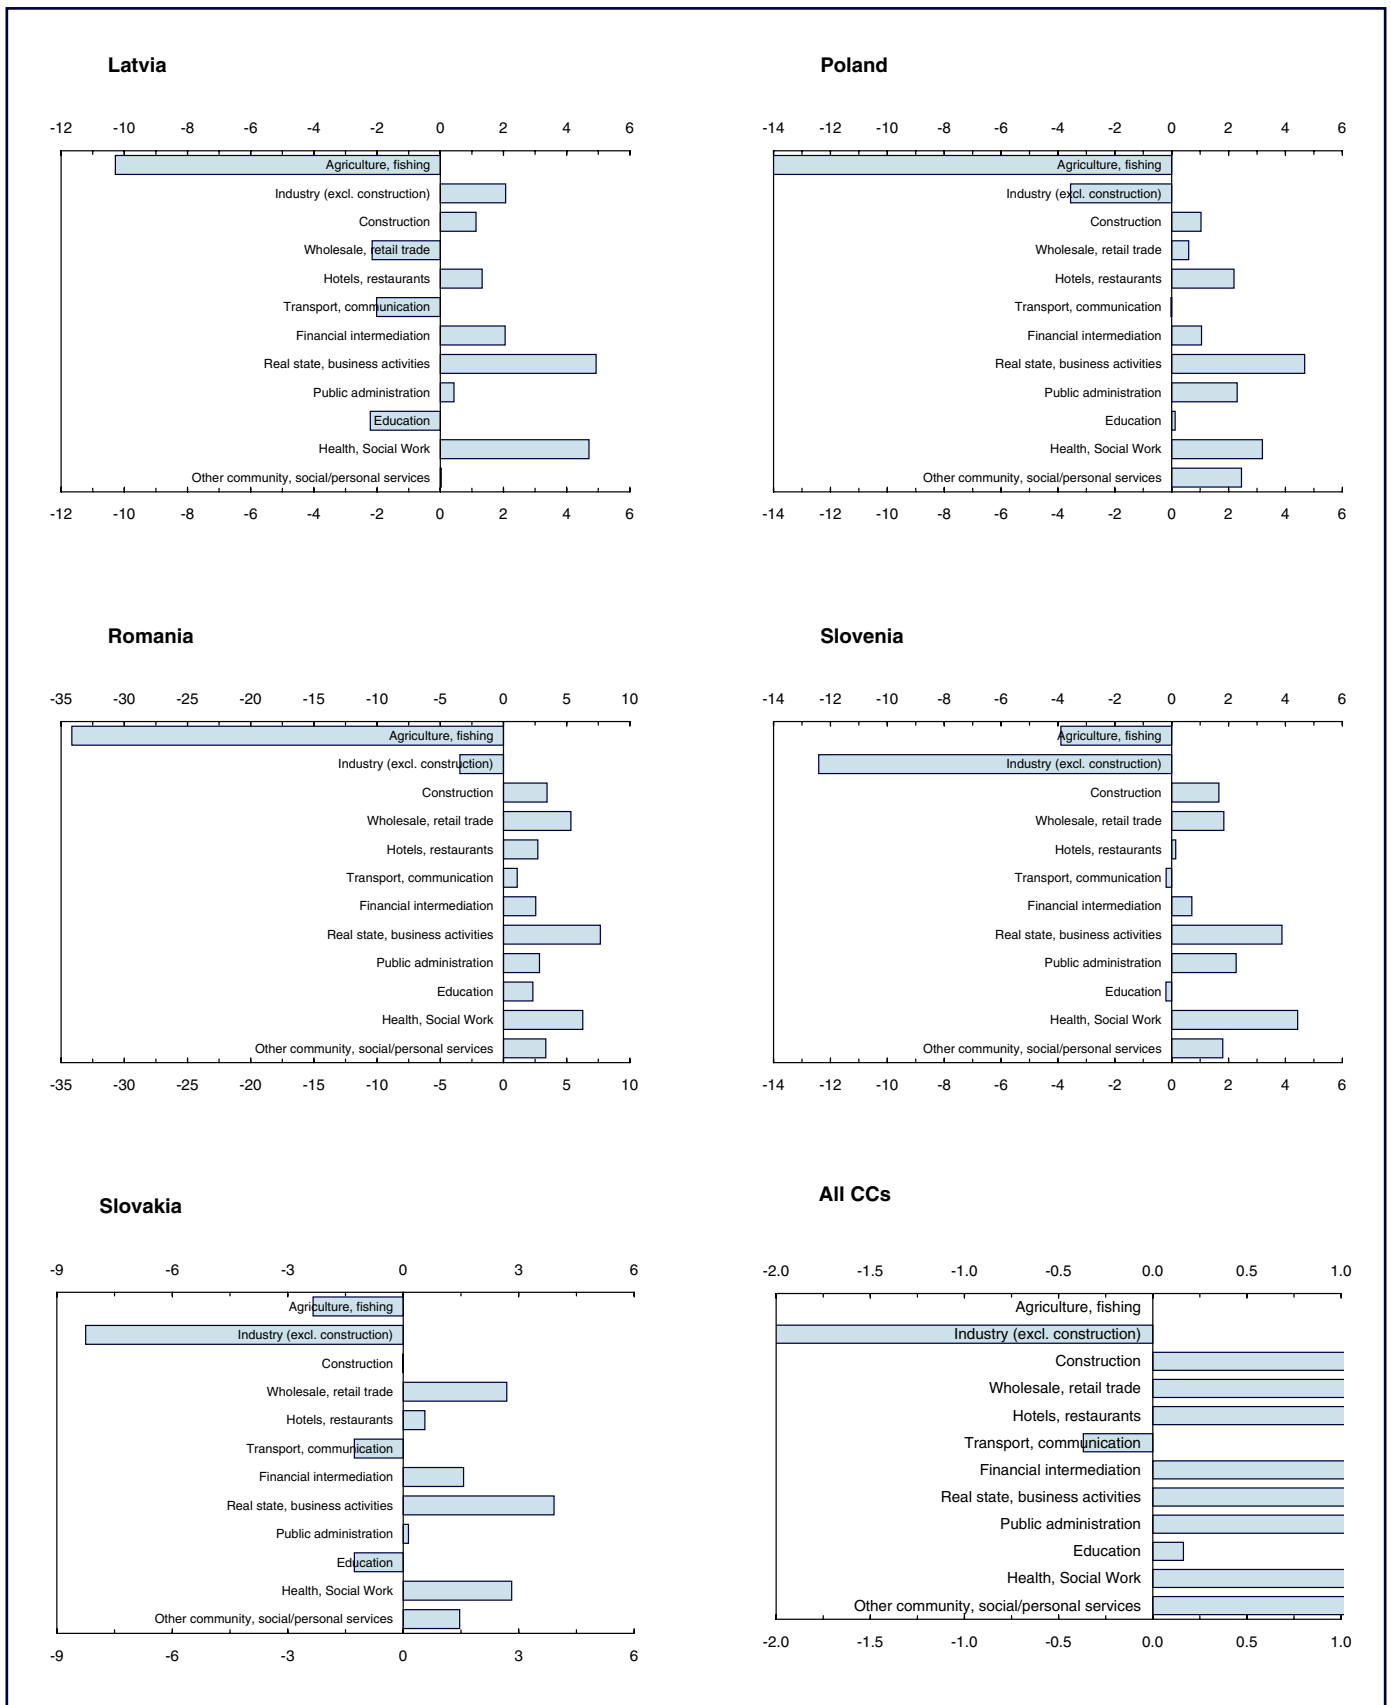 Latvia
-12 -10 -8 -6 -4 -2 0 2 4 6
Agriculture, fishing
Industry (excl. construction)
Construction
Wholesale, retail trade
Hotels, restaurants
Transport, communication
Financial intermediation
Real state, business activities
Public administration
Education
Health, Social Work
Other community, social/personal services
-12 -10 -8 -6 -4 -2 0 2 4 6
Poland
-14 -12 -10 -8 -6 -4 -2 0 2 4 6
Agriculture, fishing
Industry (excl. construction)
Construction
Wholesale, retail trade
Hotels, restaurants
Transport, communication
Financial intermediation
Real state, business activities
Public administration
Education
Health, Social Work
Other community, social/personal services
-14 -12 -10 -8 -6 -4 -2 0 2 4 6
Romania
-35 -30 -25 -20 -15 -10 -5 0 5 10
Agriculture, fishing
Industry (excl. construction)
Construction
Wholesale, retail trade
Hotels, restaurants
Transport, communication
Financial intermediation
Real state, business activities
Public administration
Education
Health, Social Work
Other community, social/personal services
-35 -30 -25 -20 -15 -10 -5 0 5 10
Slovenia
-14 -12 -10 -8 -6 -4 -2 0 2 4 6
Agriculture, fishing
Industry (excl. construction)
Construction
Wholesale, retail trade
Hotels, restaurants
Transport, communication
Financial intermediation
Real state, business activities
Public administration
Education
Health, Social Work
Other community, social/personal services
-14 -12 -10 -8 -6 -4 -2 0 2 4 6
Slovakia
-9 -6 -3 0 3 6
Agriculture, fishing
Industry (excl. construction)
Construction
Wholesale, retail trade
Hotels, restaurants
Transport, communication
Financial intermediation
Real state, business activities
Public administration
Education
Health, Social Work
Other community, social/personal services
-9 -6 -3 0 3 6
All CCs
-2.0 -1.5 -1.0 -0.5 0.0 0.5 1.0
Agriculture, fishing
Industry (excl. construction)
Construction
Wholesale, retail trade
Hotels, restaurants
Transport, communication
Financial intermediation
Real state, business activities
Public administration
Education
Health, Social Work
Other community, social/personal services
-2.0 -1.5 -1.0 -0.5 0.0 0.5 1.0